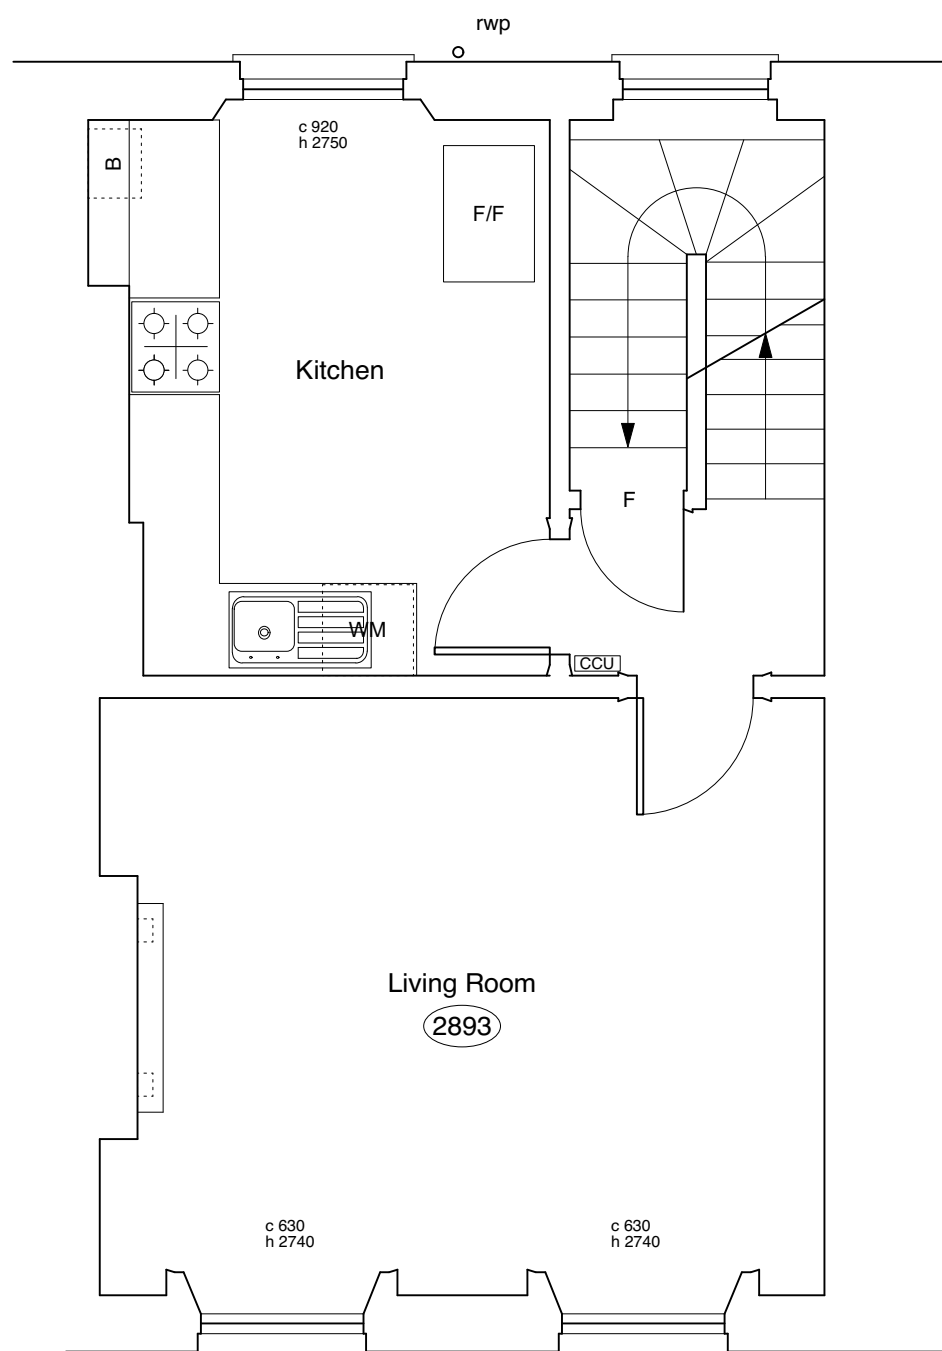 rwp
c 920
h 2750
B
F/F
Kitchen
F
WM
CCU
Living Room
2893
c 630
h 2740
c 630
h 2740